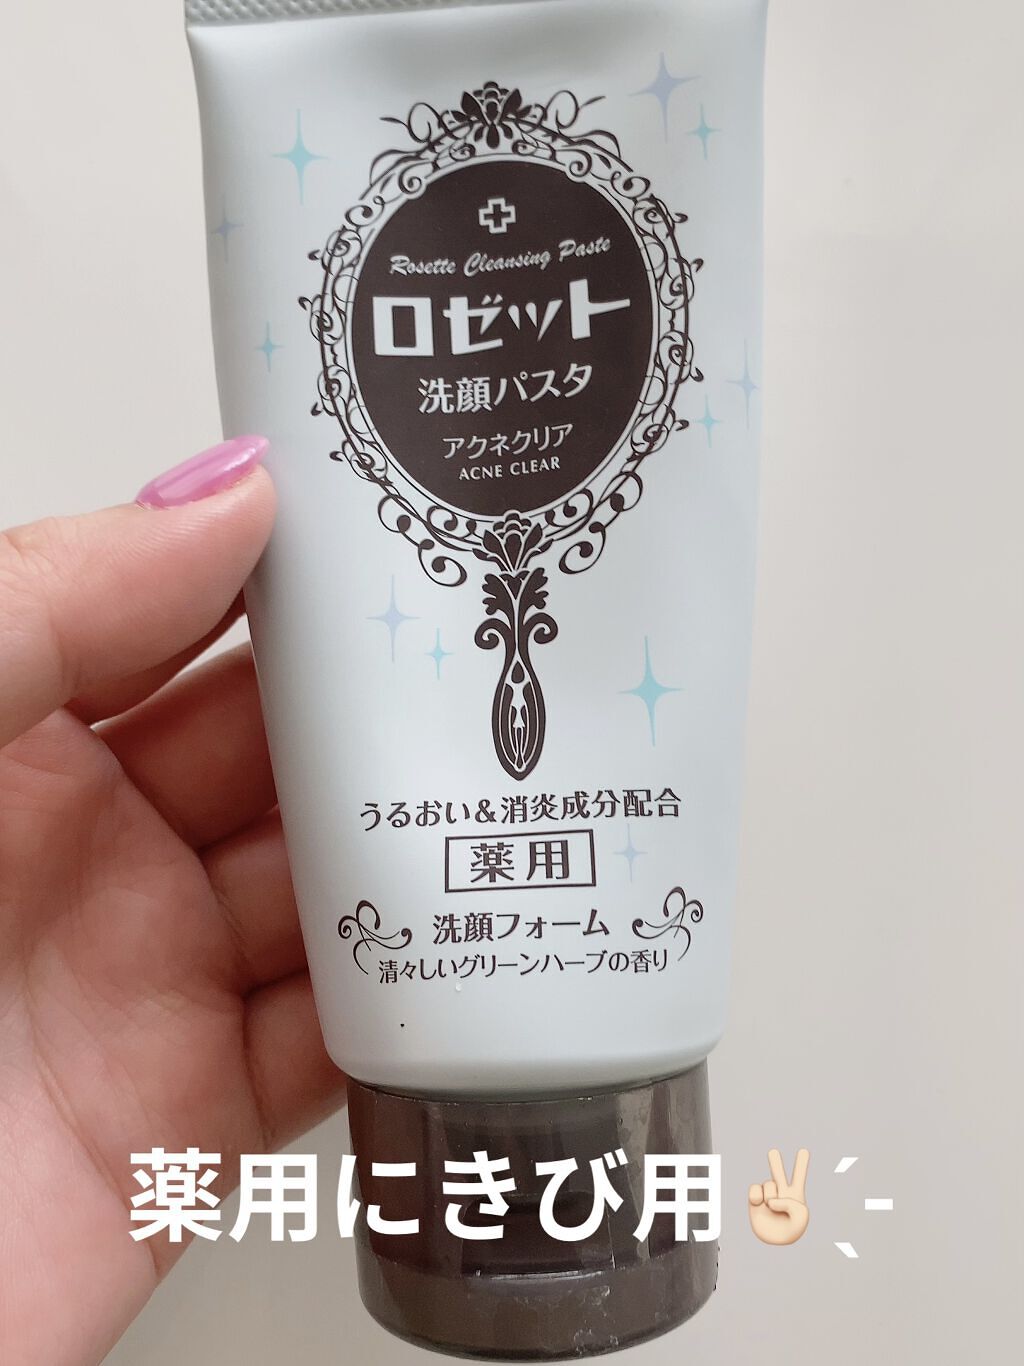 Rosette Cleansing Paste
ロゼット
洗顔パスタ
アクネクリア
ACNE CLEAR
うるおい&消炎成分配合
薬用
洗顔フォーム
清々しいグリーンハーブの香り
薬用にきび用✌🏻 ̖́-